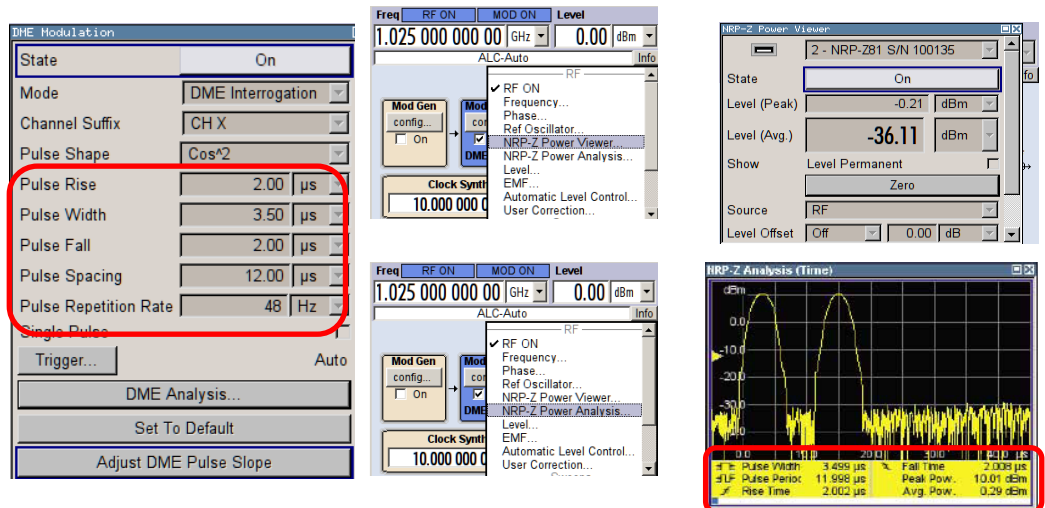 DME Modulation
State On
Mode DME Interrogation
Channel Suffix CH X
Pulse Shape Cos^2
Pulse Rise 2.00 µs
Pulse Width 3.50 µs
Pulse Fall 2.00 µs
Pulse Spacing 12.00 µs
Pulse Repetition Rate 48 Hz
Single Pulse
Trigger... Auto
DME Analysis...
Set To Default
Adjust DME Pulse Slope
Freq RF ON MOD ON Level
1.025 000 000 00 GHz 0.00 dBm
ALC-Auto Info
RF
RF ON
Frequency...
Phase...
Ref Oscillator...
NRP-Z Power Viewer...
NRP-Z Power Analysis...
Level...
EMF...
Automatic Level Control...
User Correction...
Mod Gen
config...
On
Mod
DME
Clock Synth
10.000 000 0
NRP-Z Power Viewer
2 - NRP-Z81 S/N 100135
State On
Level (Peak) -0.21 dBm
Level (Avg.) -36.11 dBm
Show Level Permanent
Zero
Source RF
Level Offset Off 0.00 dB
Freq RF ON MOD ON Level
1.025 000 000 00 GHz 0.00 dBm
ALC-Auto Info
RF
RF ON
Frequency...
Phase...
Ref Oscillator...
NRP-Z Power Viewer...
NRP-Z Power Analysis...
Level...
EMF...
Automatic Level Control...
User Correction...
Mod Gen
config...
On
Mod
DME
Clock Synth
10.000 000 0
NRP-Z Analysis (Time)
dBm
0.0
-10.0
Pulse Width 3.499 µs Fall Time 2.008 µs
Pulse Period 11.998 µs Peak Pow. 10.01 dBm
Rise Time 2.002 µs Avg. Pow. 0.29 dBm